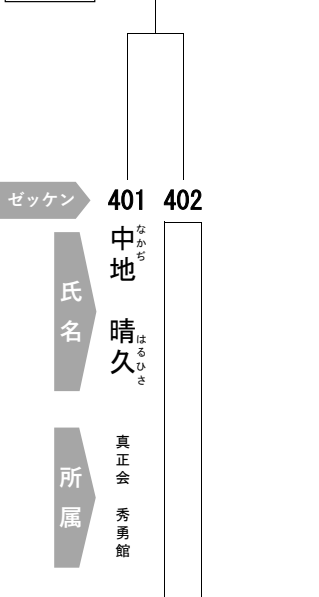 ゼッケン
401 402
氏名
中地 晴久
なかぢ はるひさ
所属
真正会 秀勇館